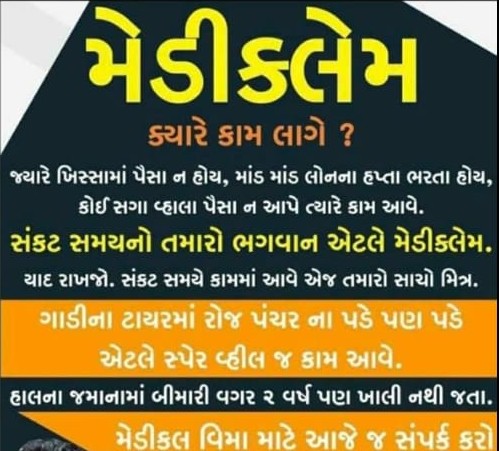 મેડીક્લેમ
ક્યારે કામ લાગે ?
જ્યારે ખિસ્સામાં પૈસા ન હોય, માંડ માંડ લોનના હપ્તા ભરતા હોય,
કોઈ સગા વ્હાલા પૈસા ન આપે ત્યારે કામ આવે.
સંકટ સમયનો તમારો ભગવાન એટલે મેડીક્લેમ.
યાદ રાખજો. સંકટ સમયે કામમાં આવે એજ તમારો સાચો મિત્ર.
ગાડીના ટાયરમાં રોજ પંચર ના પડે પણ પડે
એટલે સ્પેર વ્હીલ જ કામ આવે.
હાલના જમાનામાં બીમારી વગર ૨ વર્ષ પણ ખાલી નથી જતા.
મેડીકલ વિમા માટે આજે જ સંપર્ક કરો